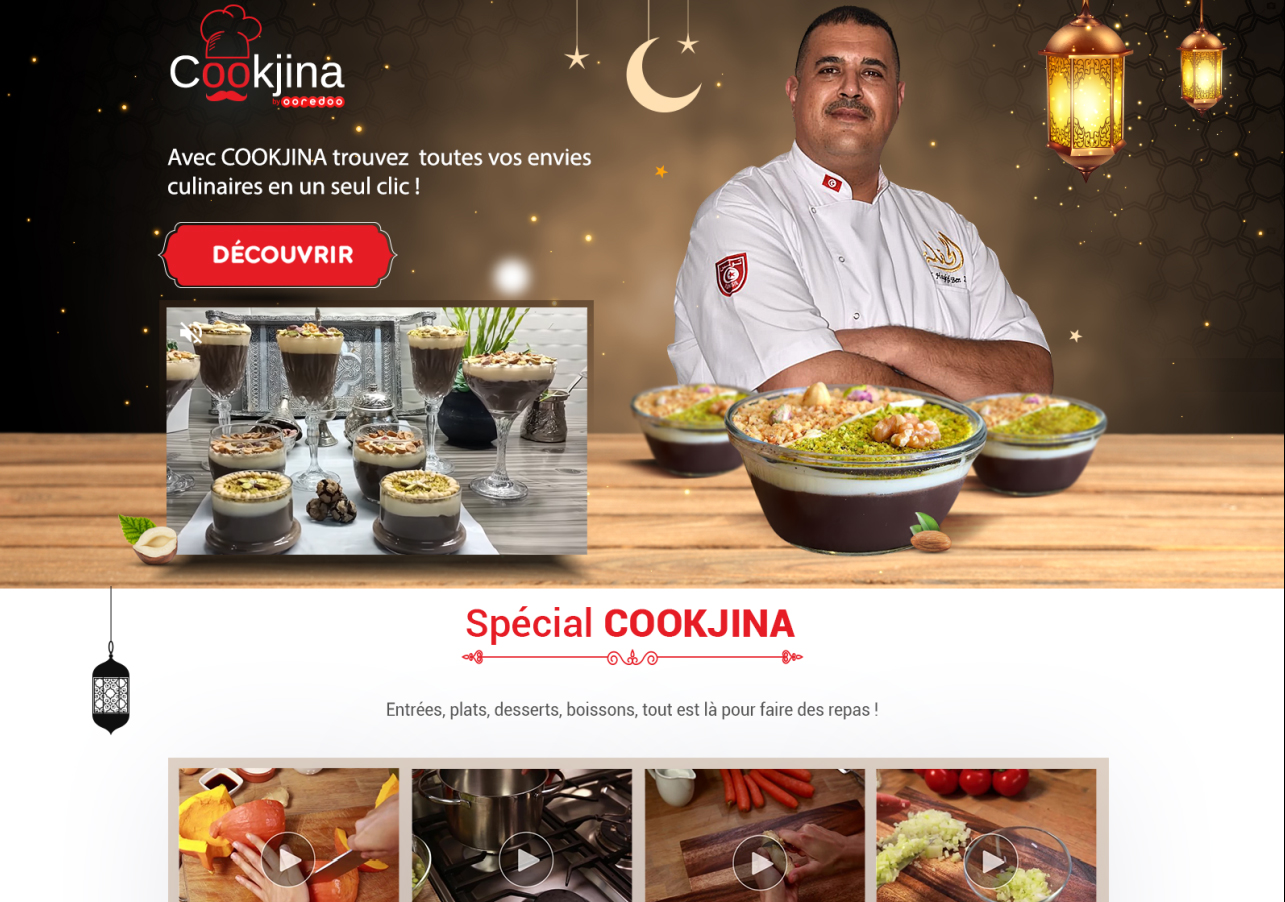 Cookjina
by ooredoo
Avec COOKJINA trouvez toutes vos envies
culinaires en un seul clic !
DÉCOUVRIR
Spécial COOKJINA
Entrées, plats, desserts, boissons, tout est là pour faire des repas !